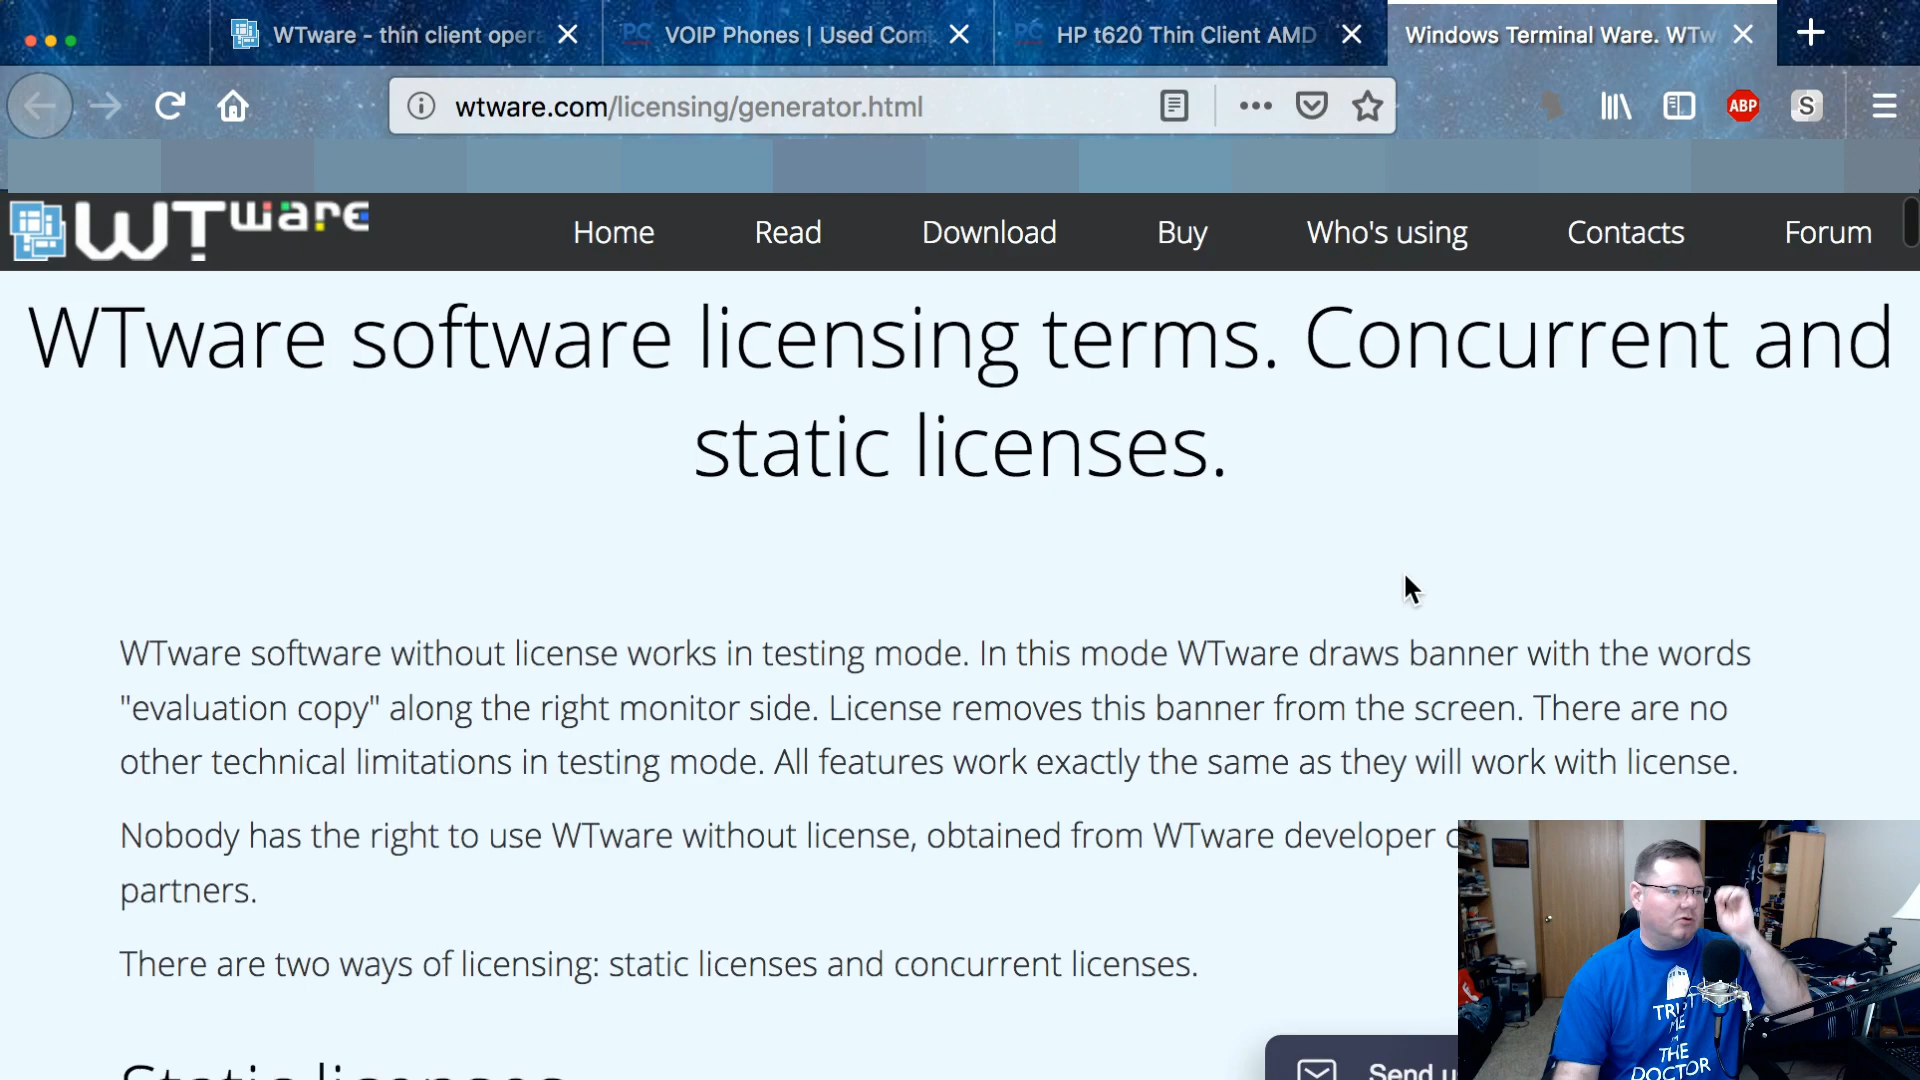 WTware - thin client oper
VOIP Phones | Used Com
HP t620 Thin Client AMD
Windows Terminal Ware. WTw
wtware.com/licensing/generator.html
ABP
S
WTware
Home
Read
Download
Buy
Who's using
Contacts
Forum
WTware software licensing terms. Concurrent and
static licenses.
WTware software without license works in testing mode. In this mode WTware draws banner with the words
"evaluation copy" along the right monitor side. License removes this banner from the screen. There are no
other technical limitations in testing mode. All features work exactly the same as they will work with license.
Nobody has the right to use WTware without license, obtained from WTware developer
partners.
There are two ways of licensing: static licenses and concurrent licenses.
Static licenses
Send u
THE
DOCTOR